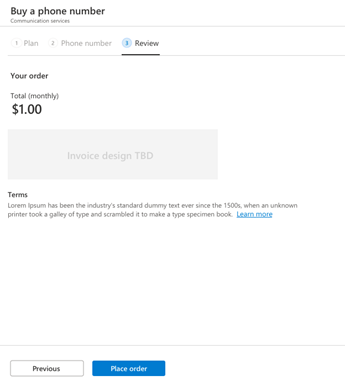 Buy a phone number
Communication services
1 Plan 2 Phone number 3 Review
Your order
Total (monthly)
$1.00
Invoice design TBD
Terms
Lorem Ipsum has been the industry's standard dummy text ever since the 1500s, when an unknown
printer took a galley of type and scrambled it to make a type specimen book. Learn more
Previous Place order